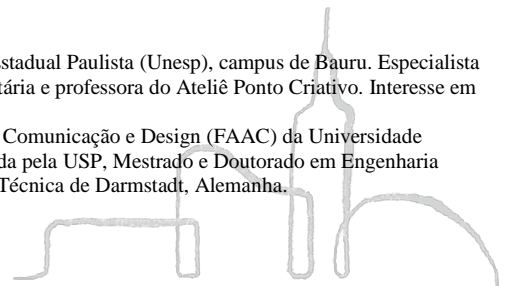 stadual Paulista (Unesp), campus de Bauru. Especialista
tária e professora do Ateliê Ponto Criativo. Interesse em
Comunicação e Design (FAAC) da Universidade
da pela USP, Mestrado e Doutorado em Engenharia
Técnica de Darmstadt, Alemanha.